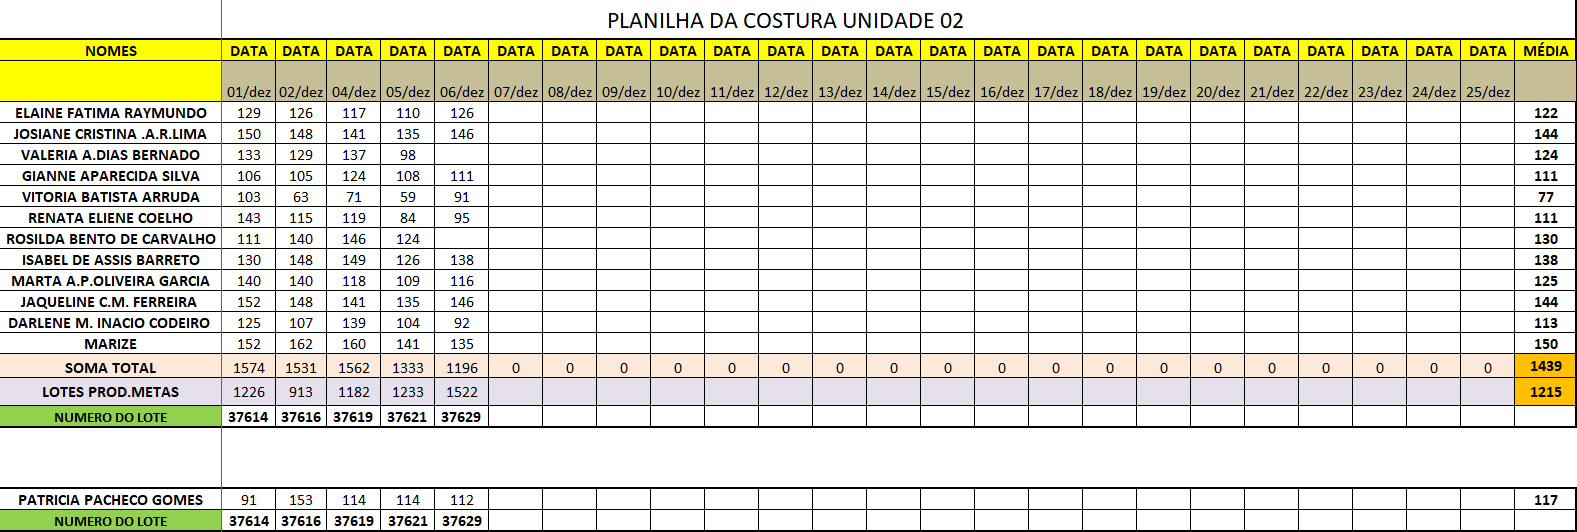 PLANILHA DA COSTURA UNIDADE 02
NOMES DATA DATA DATA DATA DATA DATA DATA DATA DATA DATA DATA DATA DATA DATA DATA DATA DATA DATA DATA DATA DATA DATA DATA DATA MÉDIA
01/dez 02/dez 04/dez 05/dez 06/dez 07/dez 08/dez 09/dez 10/dez 11/dez 12/dez 13/dez 14/dez 15/dez 16/dez 17/dez 18/dez 19/dez 20/dez 21/dez 22/dez 23/dez 24/dez 25/dez
ELAINE FATIMA RAYMUNDO 129 126 117 110 126 122
JOSIANE CRISTINA .A.R.LIMA 150 148 141 135 146 144
VALERIA A.DIAS BERNADO 133 129 137 98 124
GIANNE APARECIDA SILVA 106 105 124 108 111 111
VITORIA BATISTA ARRUDA 103 63 71 59 91 77
RENATA ELIENE COELHO 143 115 119 84 95 111
ROSILDA BENTO DE CARVALHO 111 140 146 124 130
ISABEL DE ASSIS BARRETO 130 148 149 126 138 138
MARTA A.P.OLIVEIRA GARCIA 140 140 118 109 116 125
JAQUELINE C.M. FERREIRA 152 148 141 135 146 144
DARLENE M. INACIO CODEIRO 125 107 139 104 92 113
MARIZE 152 162 160 141 135 150
SOMA TOTAL 1574 1531 1562 1333 1196 0 0 0 0 0 0 0 0 0 0 0 0 0 0 0 0 0 0 0 1439
LOTES PROD.METAS 1226 913 1182 1233 1522 1215
NUMERO DO LOTE 37614 37616 37619 37621 37629
PATRICIA PACHECO GOMES 91 153 114 114 112 117
NUMERO DO LOTE 37614 37616 37619 37621 37629